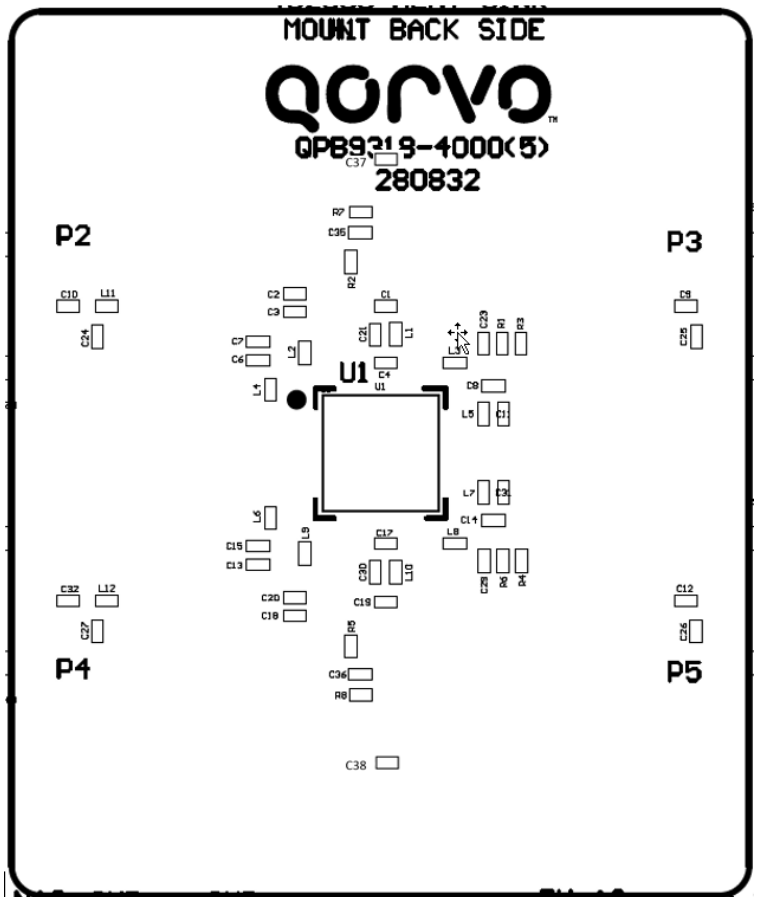 MOUNT BACK SIDE
QORVO™
QPB9319-4000(5)
C37
280832
R7
P2
C35
P3
R2
C10 L11
C2
C1
C9
C3
C24
C7
L2
C21
L1
C23
R1
R3
C25
C6
L3
L4
U1
C4
U1
C8
L5
C11
L7
C31
L6
C14
C15
L9
C17
L8
C13
C30
L10
C29
R6
R4
C32 L12
C20
C19
C12
C18
C27
R5
C26
P4
C36
P5
R8
C38